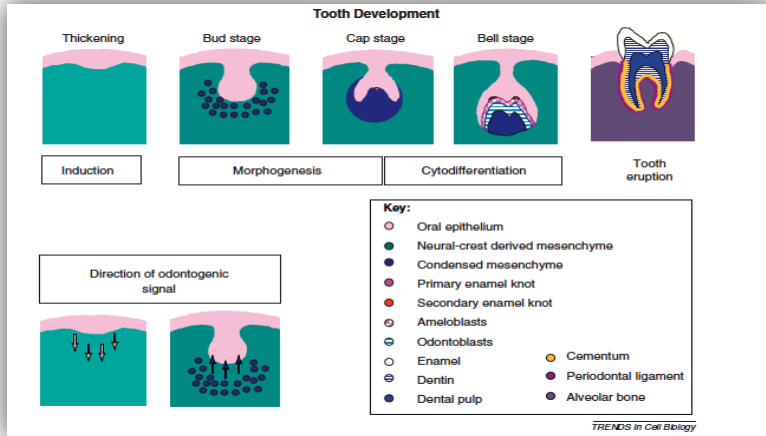 Tooth Development
Thickening
Bud stage
Cap stage
Bell stage
Induction
Morphogenesis
Cytodifferentiation
Tooth
eruption
Direction of odontogenic
signal
Key:
Oral epithelium
Neural-crest derived mesenchyme
Condensed mesenchyme
Primary enamel knot
Secondary enamel knot
Ameloblasts
Odontoblasts
Enamel
Dentin
Dental pulp
Cementum
Periodontal ligament
Alveolar bone
TRENDS in Cell Biology